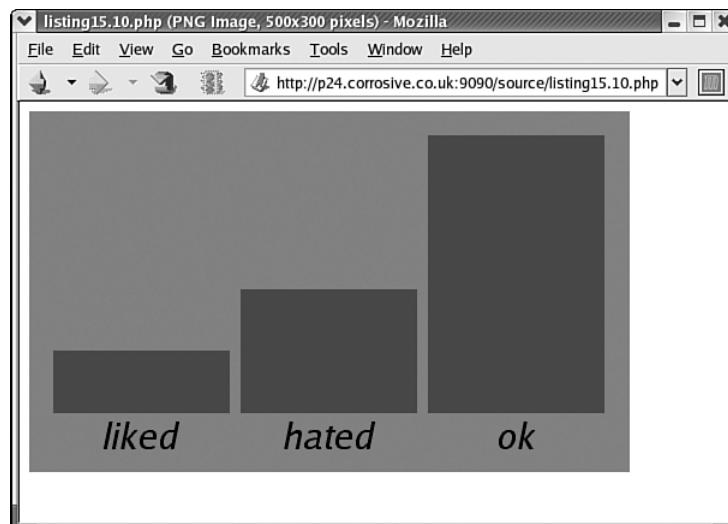 listing15.10.php (PNG Image, 500x300 pixels) - Mozilla
File Edit View Go Bookmarks Tools Window Help
http://p24.corrosive.co.uk:9090/source/listing15.10.php
liked hated ok